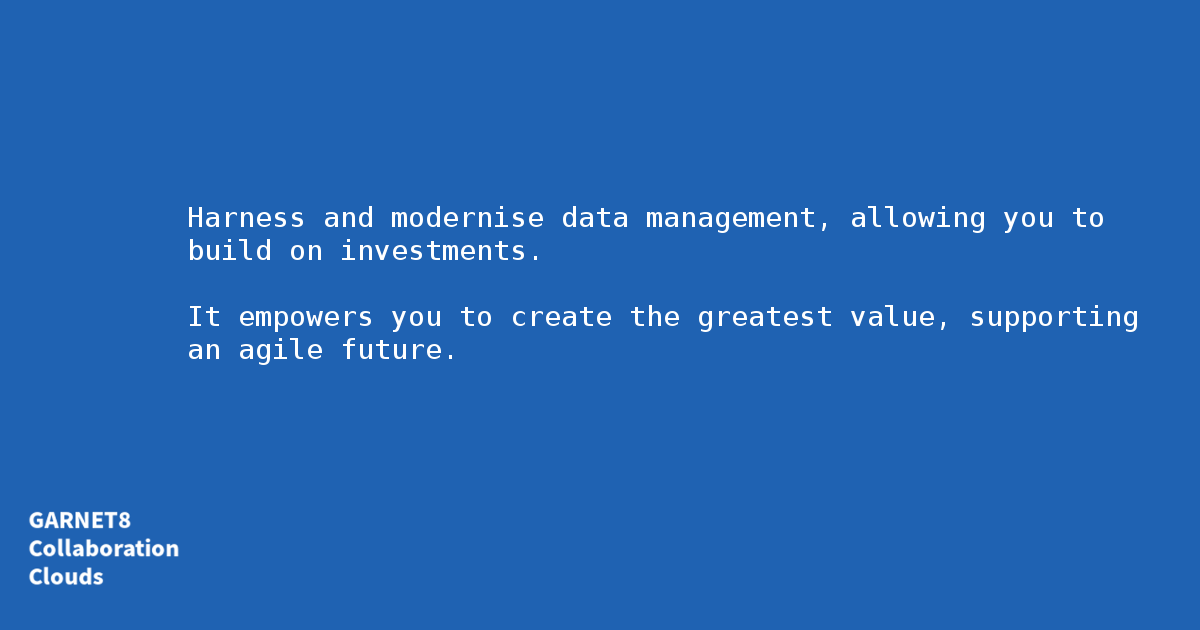 Harness and modernise data management, allowing you to
build on investments.
It empowers you to create the greatest value, supporting
an agile future.
GARNET8
Collaboration
Clouds